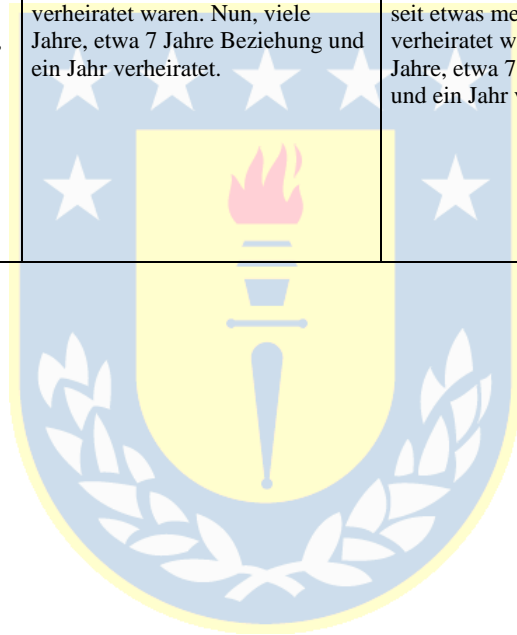 verheiratet waren. Nun, viele
Jahre, etwa 7 Jahre Beziehung und
ein Jahr verheiratet.
seit etwas
verheiratet
Jahre, etwa 7
und ein Jahr